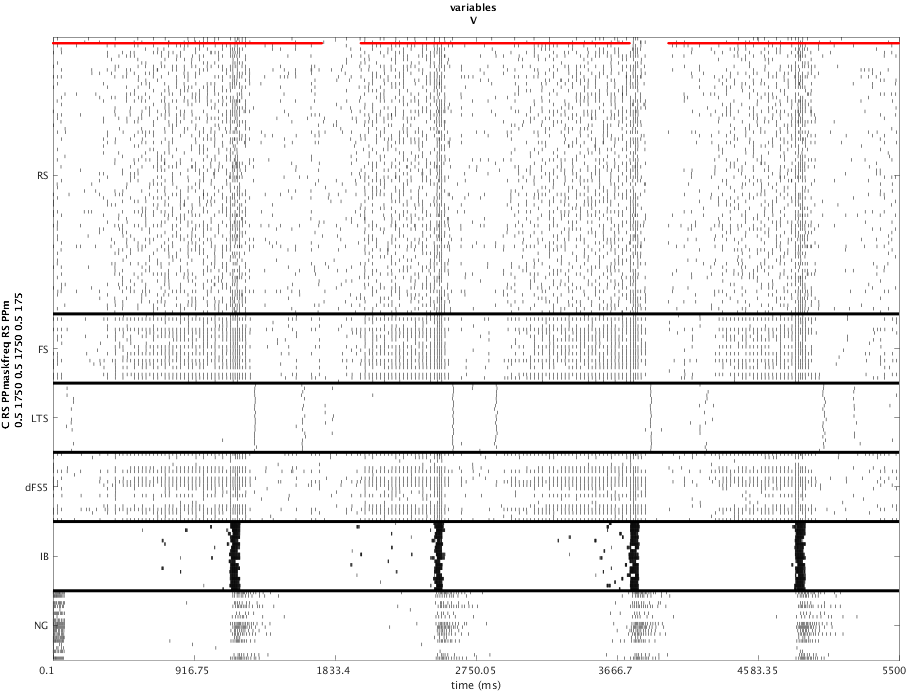 variables
V
C RS PPmaskfreq RS PPm
0.5 1750 0.5 1750 0.5 175
RS
FS
LTS
dFS5
IB
NG
0.1 916.75 1833.4 2750.05 3666.7 4583.35 5500
time (ms)